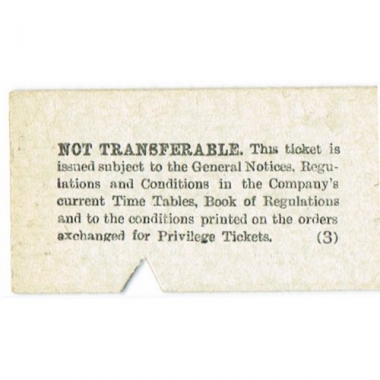 NOT TRANSFERABLE. This ticket is
issued subject to the General Notices, Regu-
lations and Conditions in the Company's
current Time Tables, Book of Regulations
and to the conditions printed on the orders
exchanged for Privilege Tickets. (3)